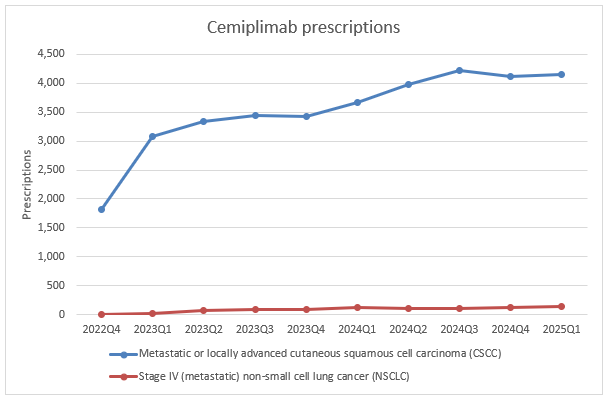 Cemiplimab prescriptions
4,500
4,000
3,500
3,000
2,500
2,000
1,500
1,000
500
0
Prescriptions
2022Q4 2023Q1 2023Q2 2023Q3 2023Q4 2024Q1 2024Q2 2024Q3 2024Q4 2025Q1
Metastatic or locally advanced cutaneous squamous cell carcinoma (CSCC)
Stage IV (metastatic) non-small cell lung cancer (NSCLC)